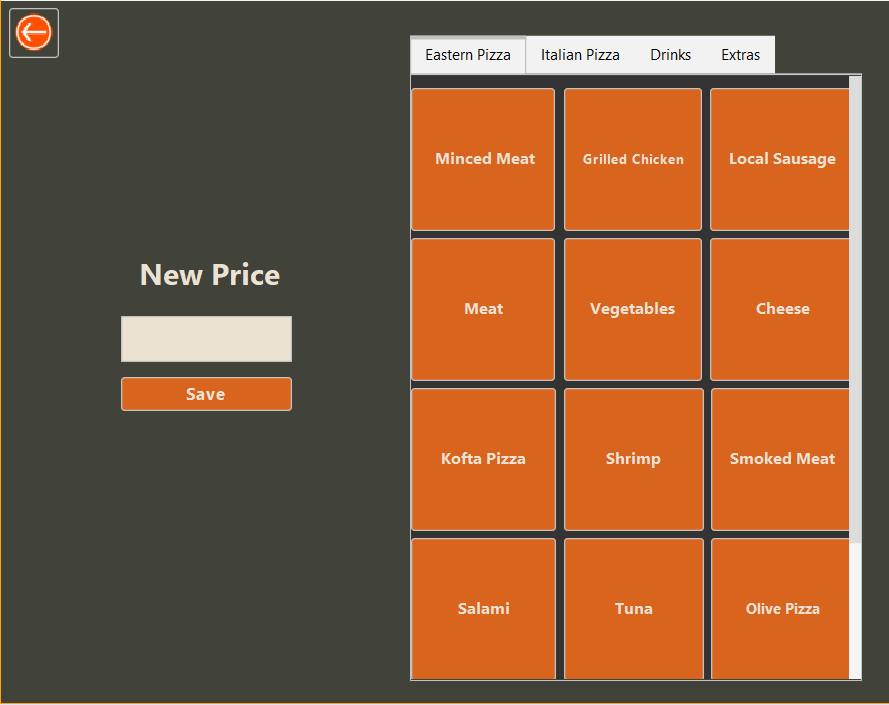 Eastern Pizza
Italian Pizza
Drinks
Extras
Minced Meat
Grilled Chicken
Local Sausage
New Price
Meat
Vegetables
Cheese
Save
Kofta Pizza
Shrimp
Smoked Meat
Salami
Tuna
Olive Pizza